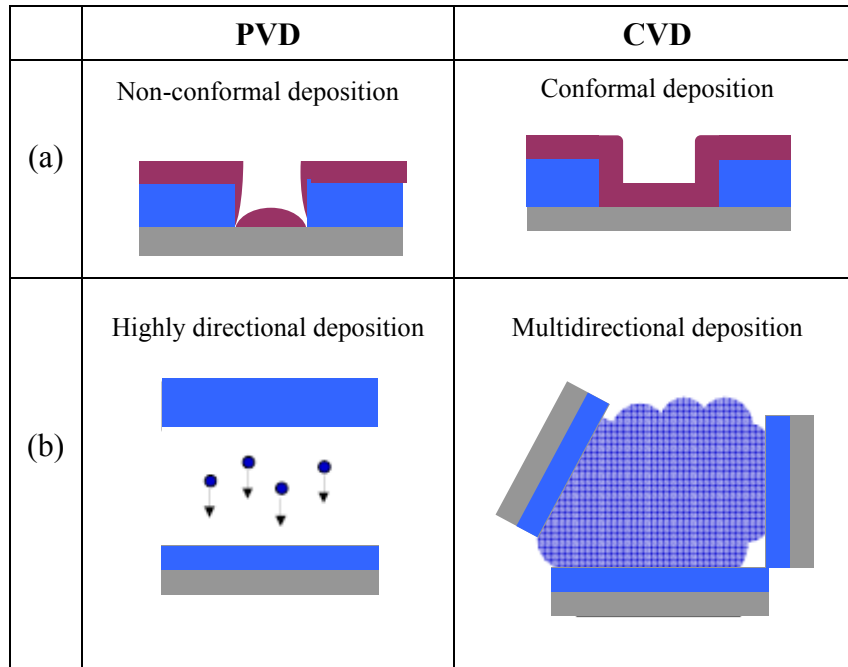 PVD
CVD
(a)
Non-conformal deposition
Conformal deposition
(b)
Highly directional deposition
Multidirectional deposition